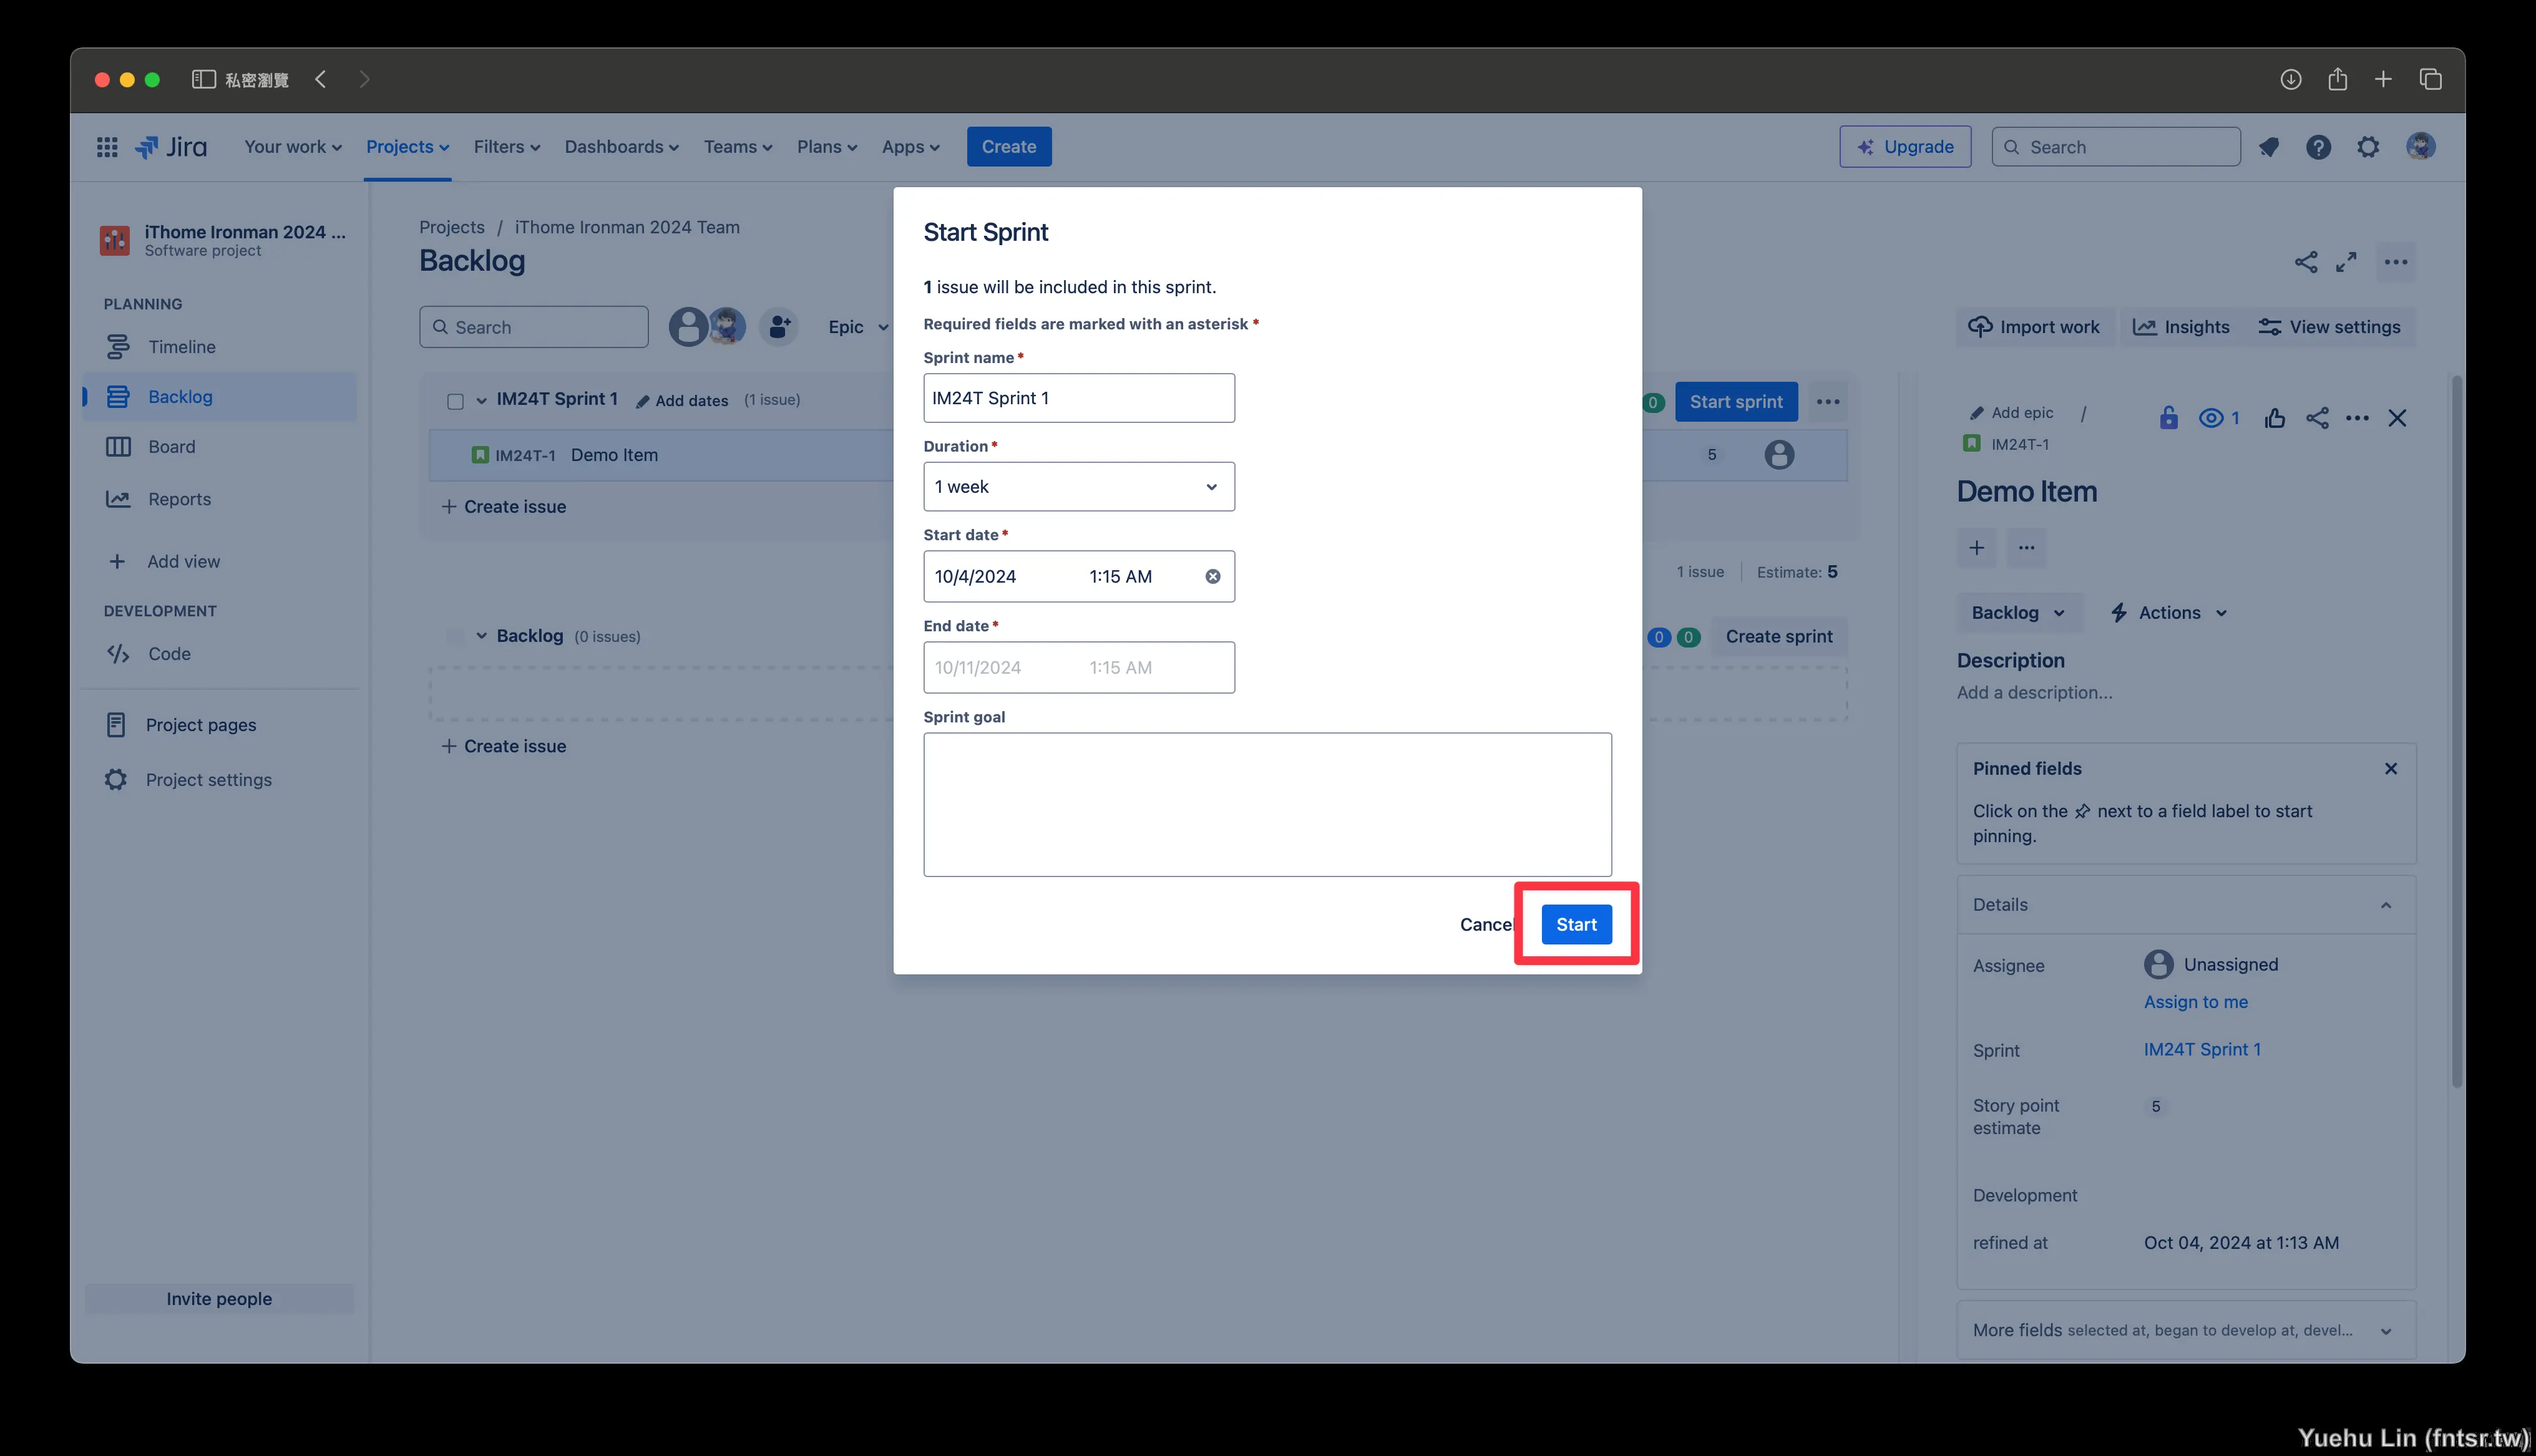 私密瀏覽
Jira Your work Projects Filters Dashboards Teams Plans Apps Create Upgrade Search
iThome Ironman 2024 ...
Software project
PLANNING
Timeline
Backlog
Board
Reports
Add view
DEVELOPMENT
Code
Project pages
Project settings
Invite people
Projects / iThome Ironman 2024 Team
Backlog
Search Epic
IM24T Sprint 1 Add dates (1 issue)
IM24T-1 Demo Item
Create issue
Backlog (0 issues)
Create issue
Start Sprint
1 issue will be included in this sprint.
Required fields are marked with an asterisk *
Sprint name *
IM24T Sprint 1
Duration *
1 week
Start date *
10/4/2024 1:15 AM
End date *
10/11/2024 1:15 AM
Sprint goal
Cancel Start
0 Start sprint
5
1 issue Estimate: 5
0 0 Create sprint
Import work Insights View settings
Add epic / 1
IM24T-1
Demo Item
Backlog Actions
Description
Add a description...
Pinned fields
Click on the next to a field label to start
pinning.
Details
Assignee Unassigned
Assign to me
Sprint IM24T Sprint 1
Story point
estimate
5
Development
refined at Oct 04, 2024 at 1:13 AM
More fields selected at, began to develop at, devel...
Yuehu Lin (fntsr.tw)